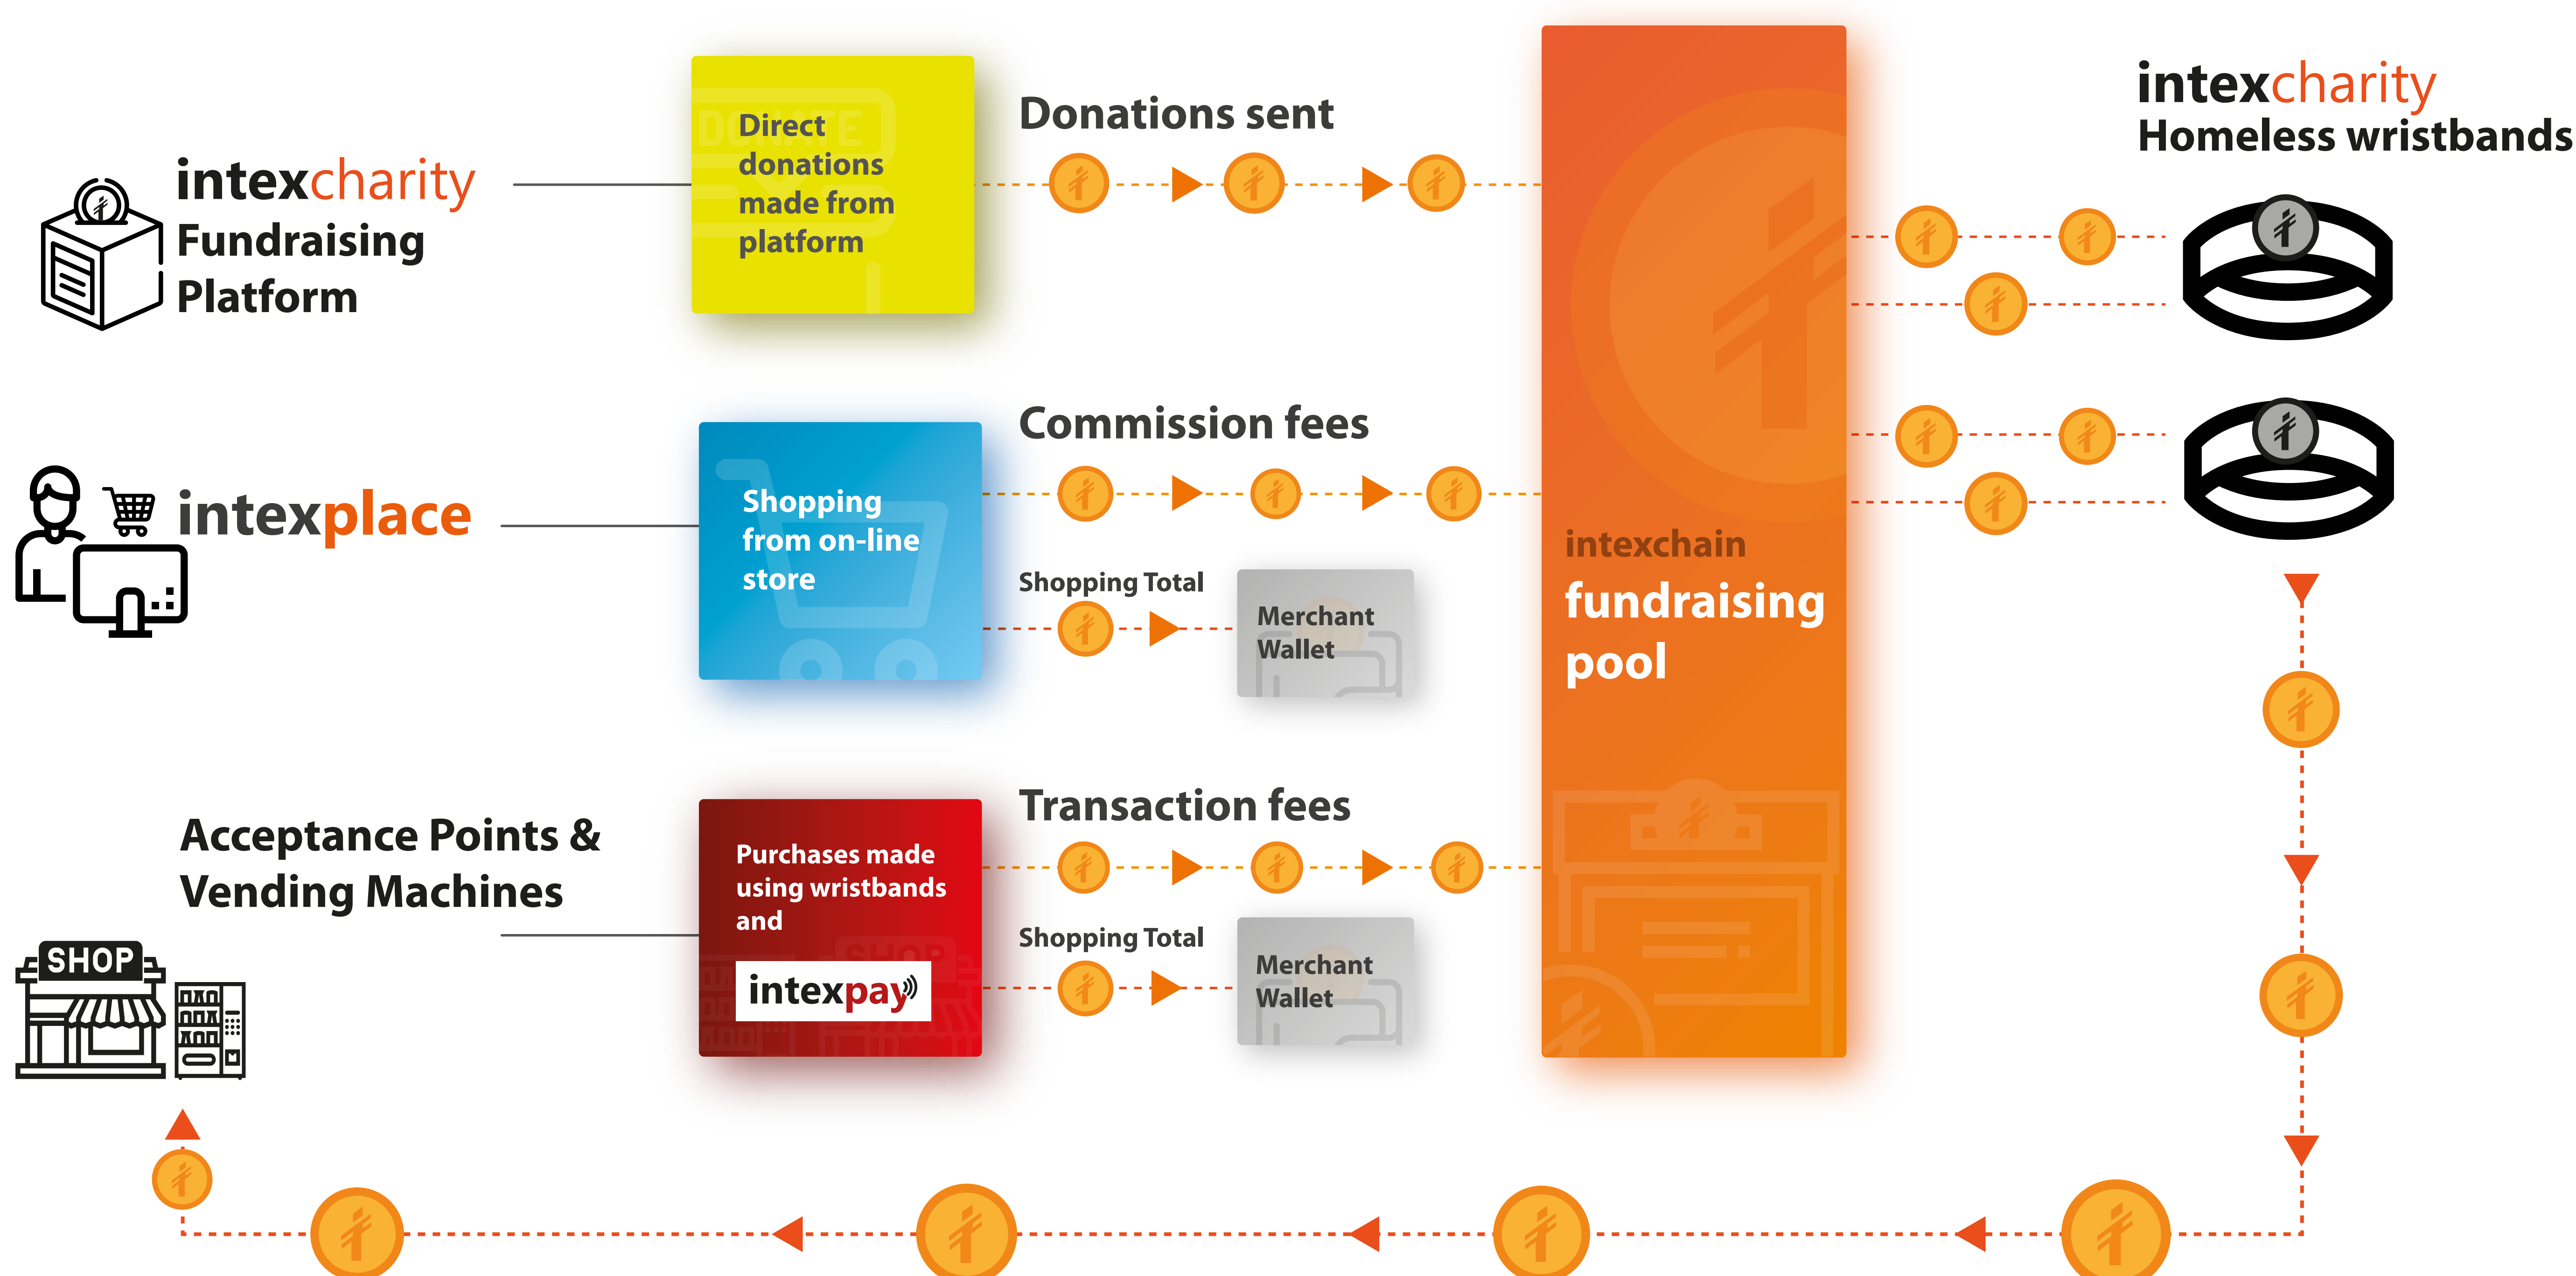 intexcharity
Fundraising
Platform
DONATE
Direct
donations
made from
platform
Donations sent
intexcharity
Homeless wristbands
intexplace
Shopping
from on-line
store
Commission fees
Shopping Total
Merchant
Wallet
intexchain
fundraising
pool
Acceptance Points &
Vending Machines
SHOP
Purchases made
using wristbands
and
SHOP
intexpay
Transaction fees
Shopping Total
Merchant
Wallet